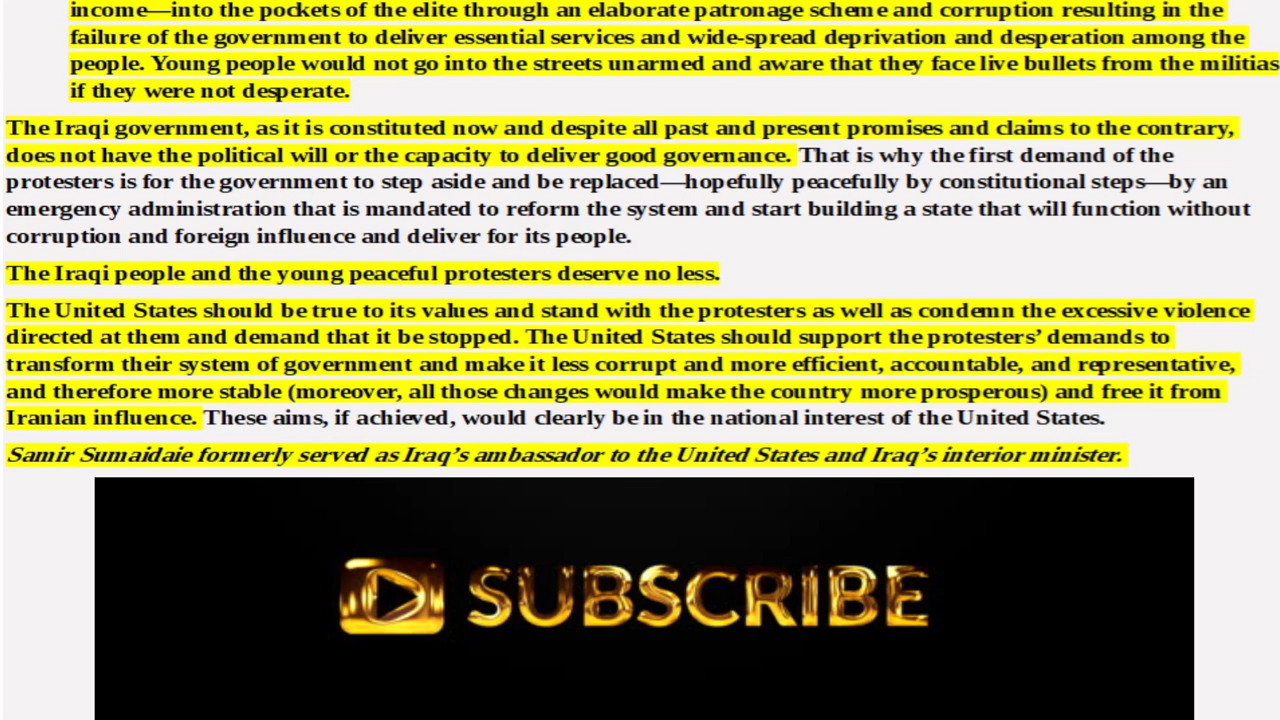 income—into the pockets of the elite through an elaborate patronage scheme and corruption resulting in the
failure of the government to deliver essential services and wide-spread deprivation and desperation among the
people. Young people would not go into the streets unarmed and aware that they face live bullets from the militias
if they were not desperate.
The Iraqi government, as it is constituted now and despite all past and present promises and claims to the contrary,
does not have the political will or the capacity to deliver good governance. That is why the first demand of the
protesters is for the government to step aside and be replaced—hopefully peacefully by constitutional steps—by an
emergency administration that is mandated to reform the system and start building a state that will function without
corruption and foreign influence and deliver for its people.
The Iraqi people and the young peaceful protesters deserve no less.
The United States should be true to its values and stand with the protesters as well as condemn the excessive violence
directed at them and demand that it be stopped. The United States should support the protesters’ demands to
transform their system of government and make it less corrupt and more efficient, accountable, and representative,
and therefore more stable (moreover, all those changes would make the country more prosperous) and free it from
Iranian influence. These aims, if achieved, would clearly be in the national interest of the United States.
Samir Sumaidaie formerly served as Iraq’s ambassador to the United States and Iraq’s interior minister.
SUBSCRIBE